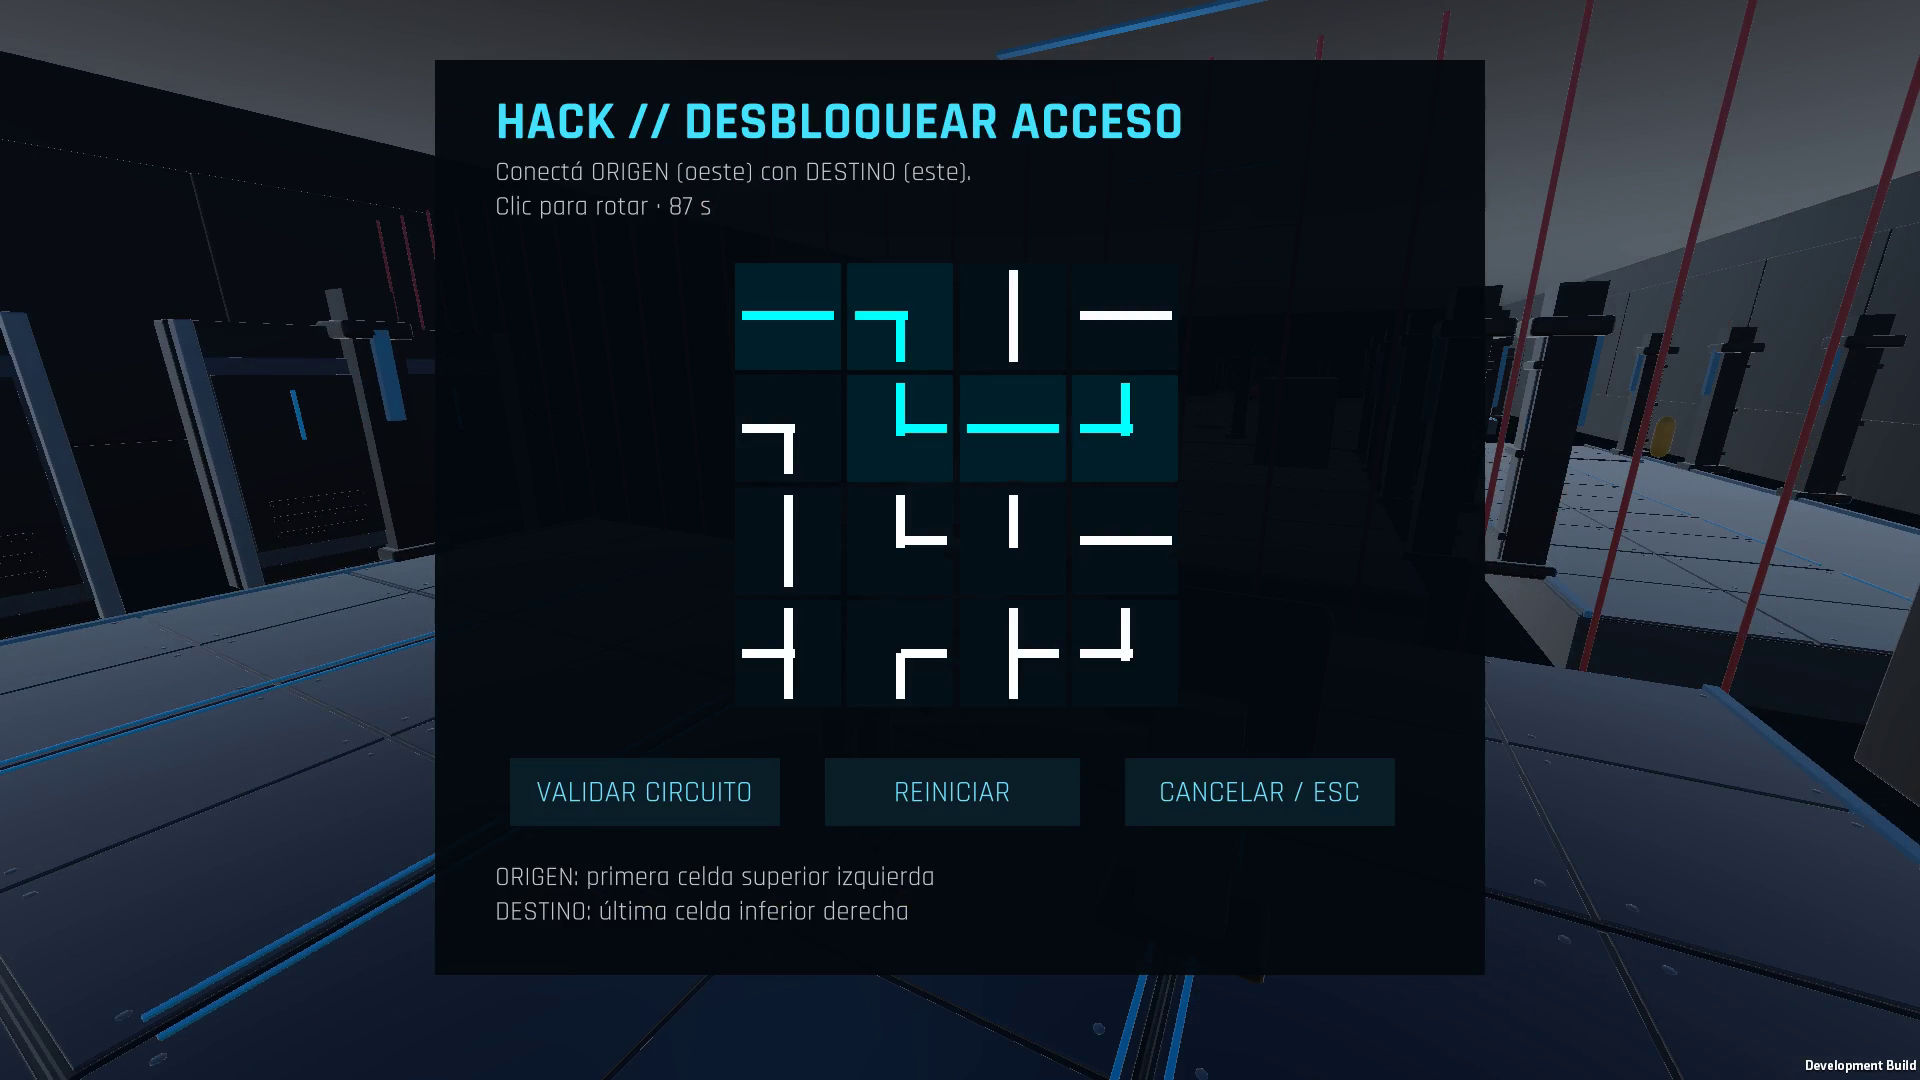 HACK // DESBLOQUEAR ACCESO
Conectá ORIGEN (oeste) con DESTINO (este).
Clic para rotar · 87 s
VALIDAR CIRCUITO
REINICIAR
CANCELAR / ESC
ORIGEN: primera celda superior izquierda
DESTINO: última celda inferior derecha
Development Build